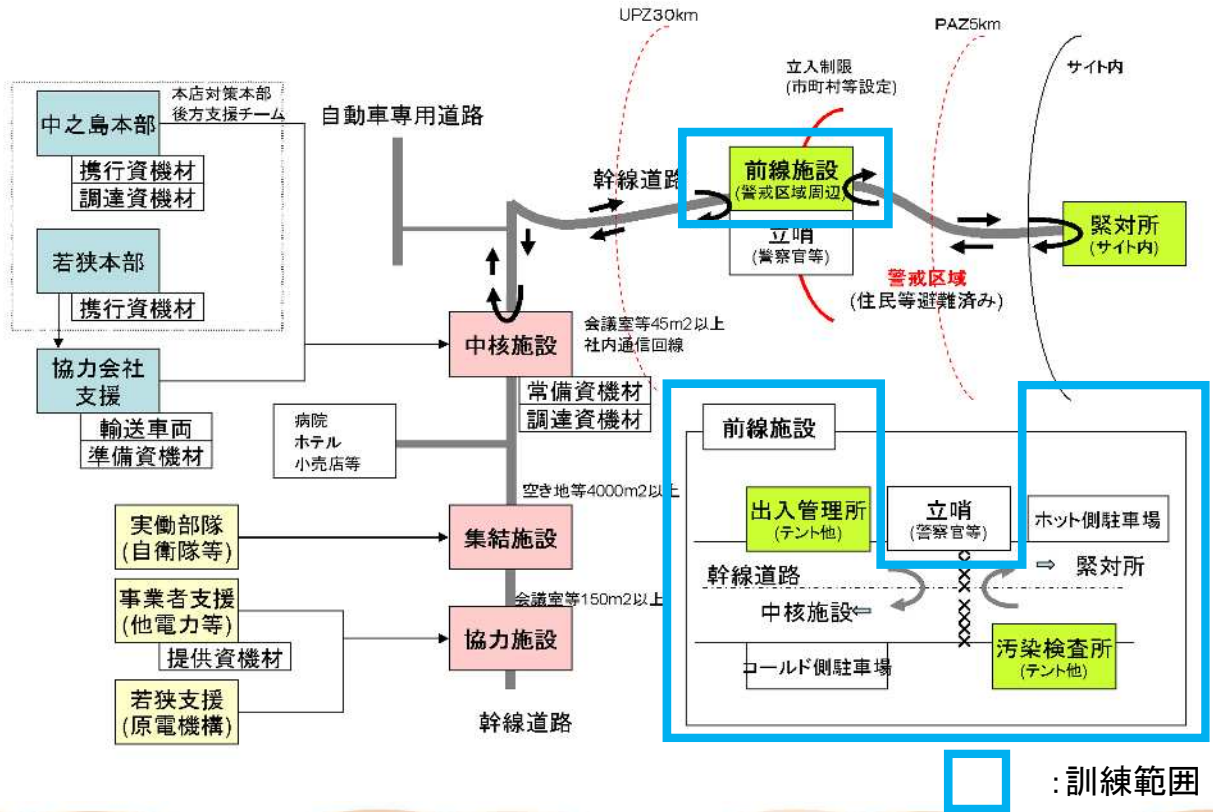 UPZ30km
PAZ5km
サイト内
立入制限
(市町村等設定)
本店対策本部
後方支援チーム
中之島本部
携行資機材
調達資機材
自動車専用道路
幹線道路
前線施設
(警戒区域周辺)
立哨
(警察官等)
緊対所
(サイト内)
警戒区域
(住民等避難済み)
若狭本部
携行資機材
協力会社
支援
輸送車両
準備資機材
中核施設
会議室等45m2以上
社内通信回線
常備資機材
調達資機材
病院
ホテル
小売店等
空き地等4000m2以上
実働部隊
(自衛隊等)
集結施設
事業者支援
(他電力等)
提供資機材
会議室等150m2以上
協力施設
若狭支援
(原電機構)
幹線道路
前線施設
出入管理所
(テント他)
立哨
(警察官等)
ホット側駐車場
幹線道路
⇒ 緊対所
中核施設⇐
コールド側駐車場
汚染検査所
(テント他)
:訓練範囲